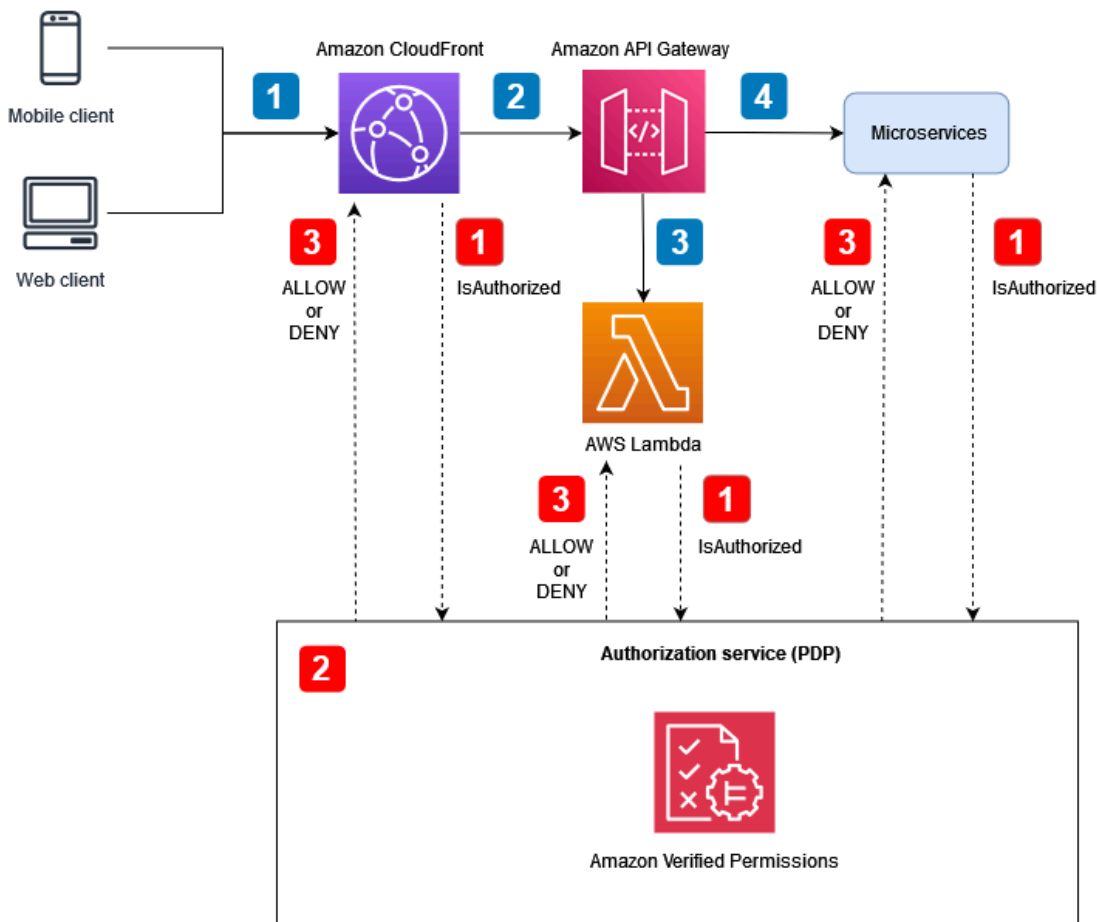 Amazon CloudFront
Amazon API Gateway
1
2
4
Mobile client
Microservices
Web client
3
ALLOW
or
DENY
1
IsAuthorized
3
3
ALLOW
or
DENY
1
IsAuthorized
AWS Lambda
3
ALLOW
or
DENY
1
IsAuthorized
2
Authorization service (PDP)
Amazon Verified Permissions